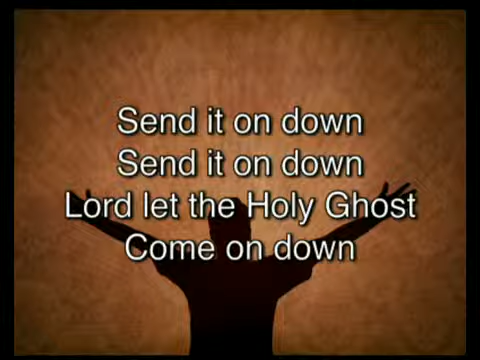 Send it on down
Send it on down
Lord let the Holy Ghost
Come on down